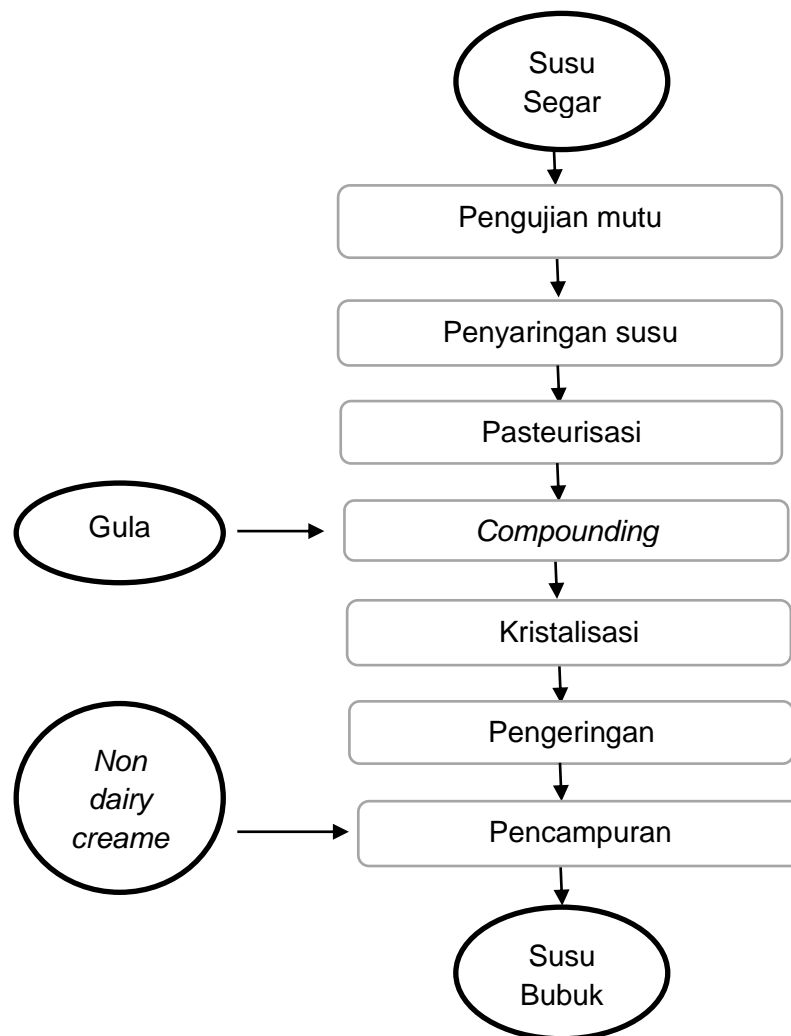 Susu
Segar
Pengujian mutu
Penyaringan susu
Pasteurisasi
Gula
Compounding
Kristalisasi
Pengeringan
Non
dairy
creame
Pencampuran
Susu
Bubuk